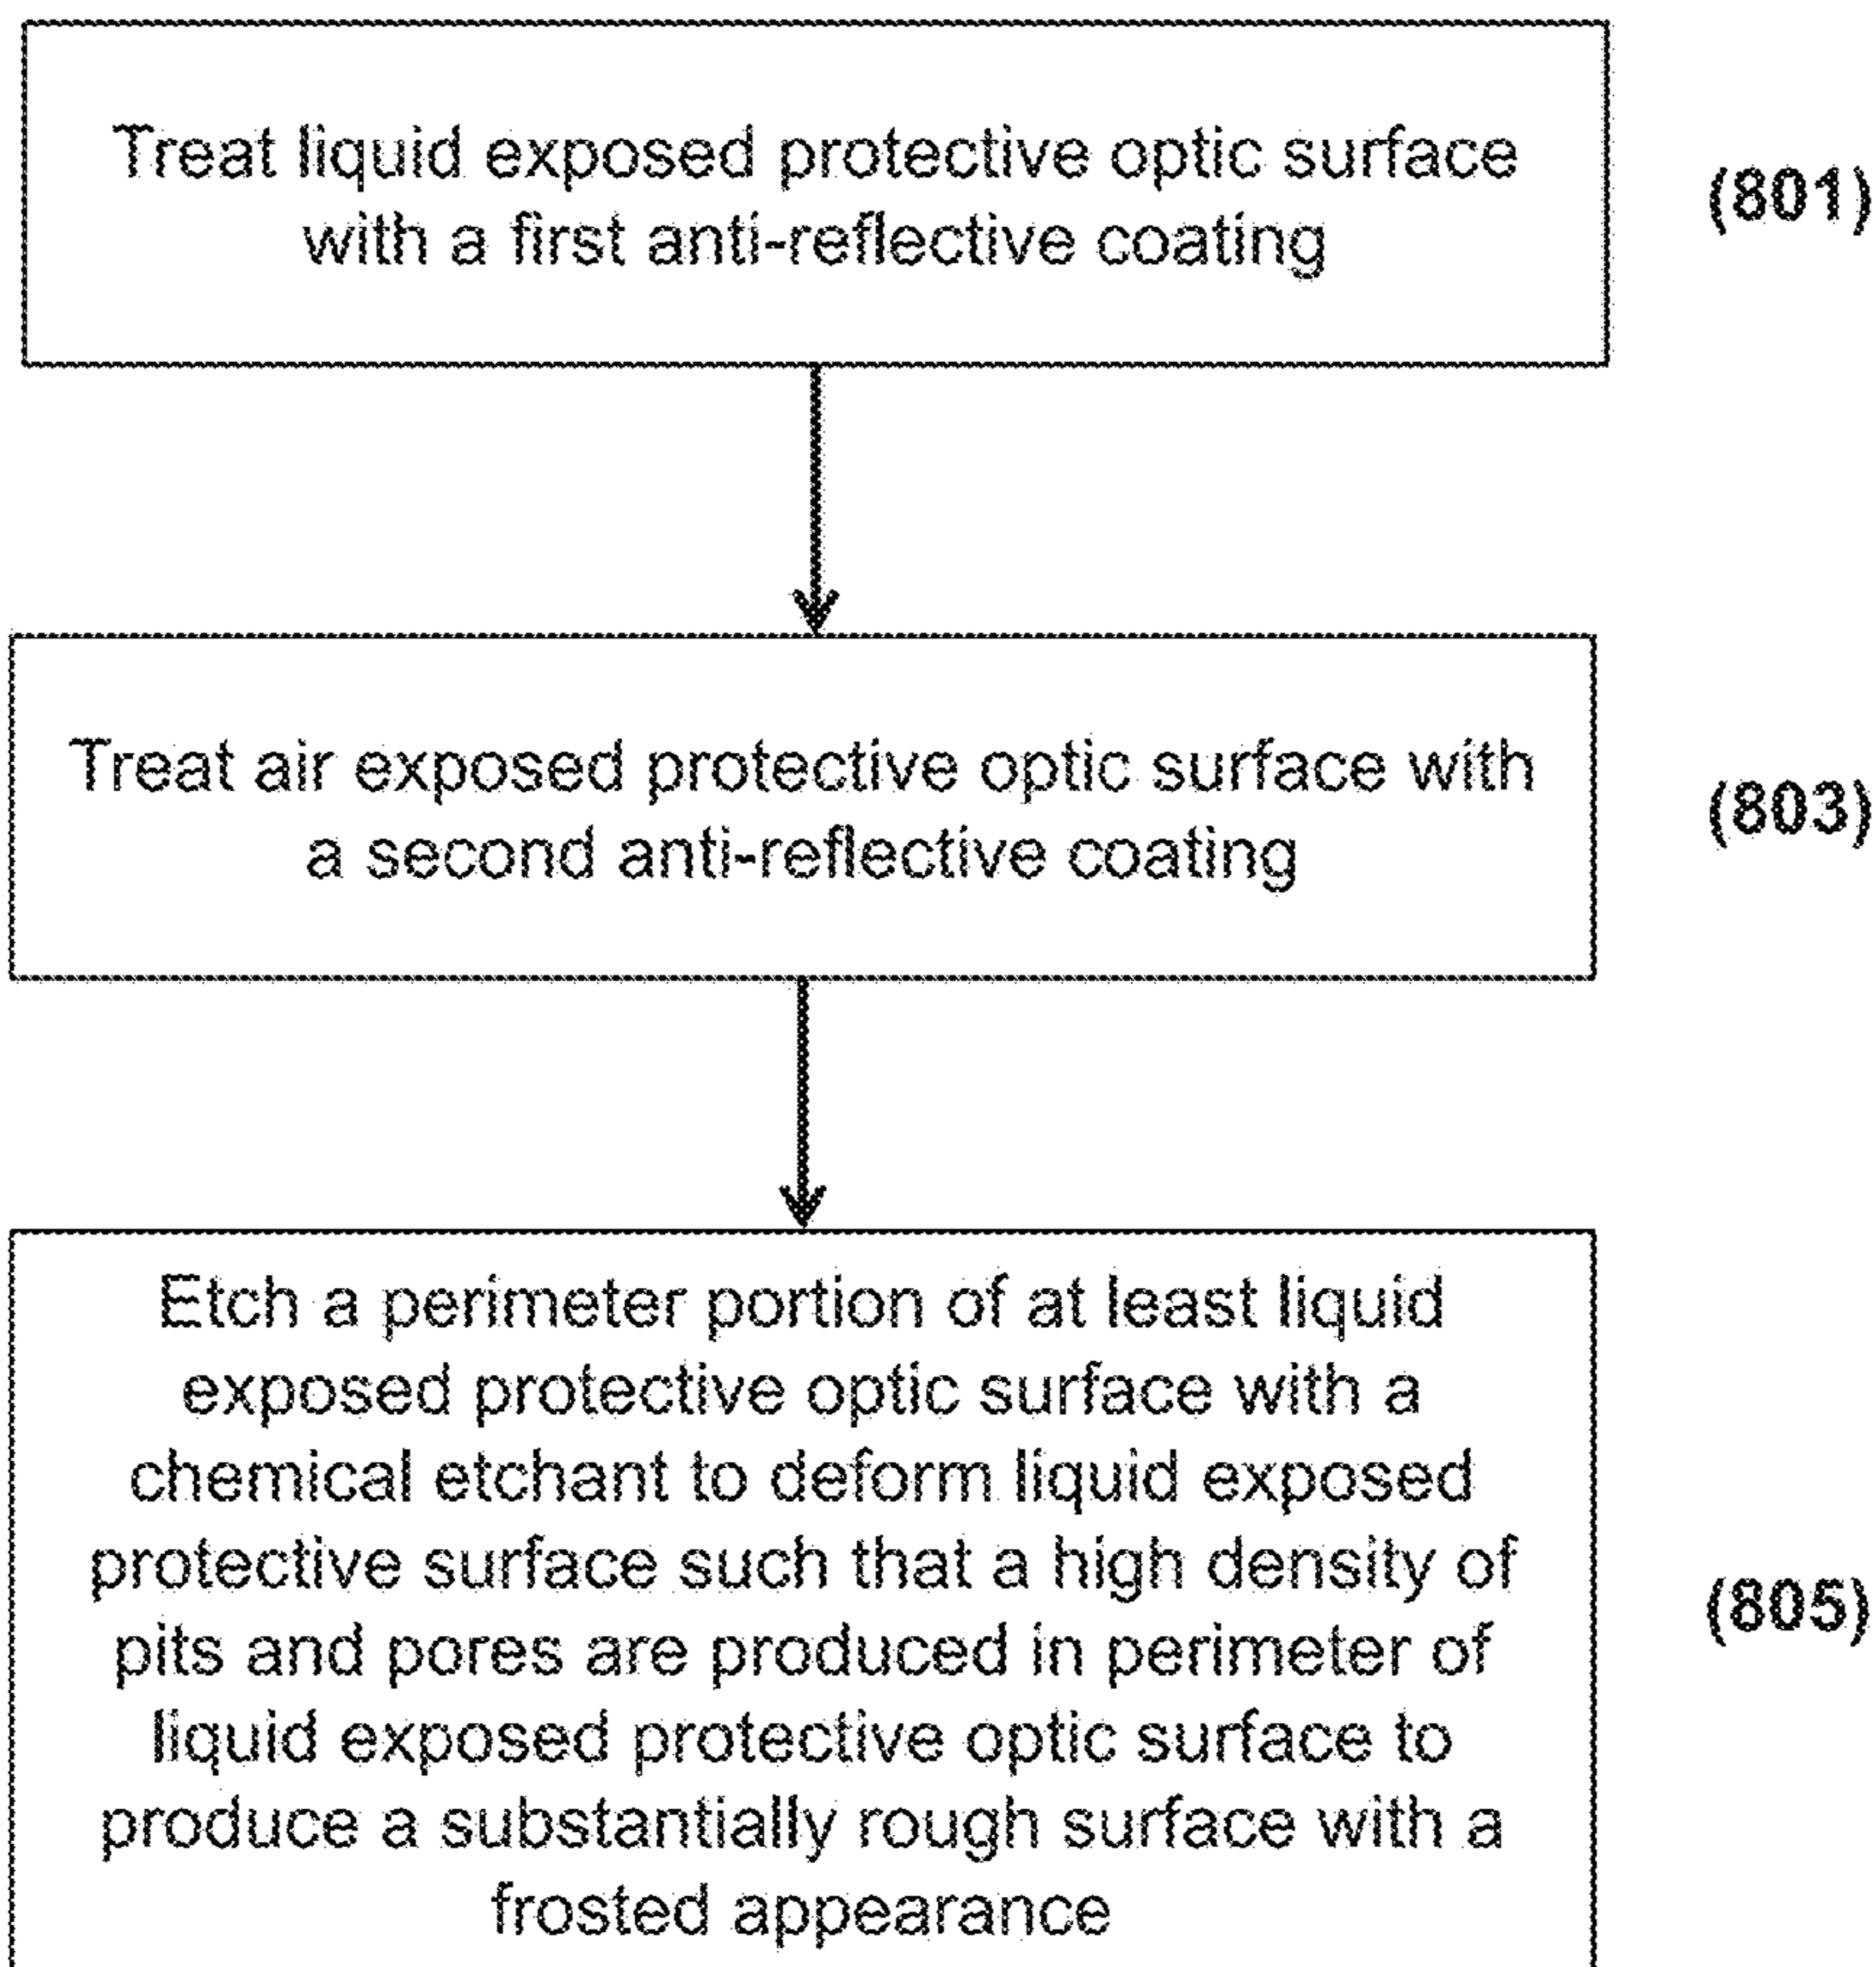 Treat liquid exposed protective optic surface
with a first anti-reflective coating
(801)
Treat air exposed protective optic surface with
a second anti-reflective coating
(803)
Etch a perimeter portion of at least liquid
exposed protective optic surface with a
chemical etchant to deform liquid exposed
protective surface such that a high density of
pits and pores are produced in perimeter of
liquid exposed protective optic surface to
produce a substantially rough surface with a
frosted appearance
(805)